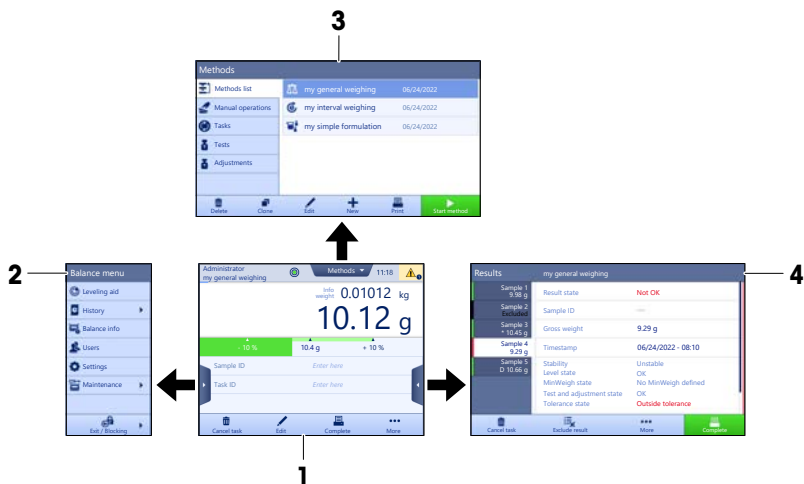 3
Methods
Methods list
my general weighing 06/24/2022
Manual operations
my interval weighing 06/24/2022
Tasks
my simple formulation 06/24/2022
Tests
Adjustments
Delete Clone Edit New Print Start method
2
Balance menu
Leveling aid
History
Balance info
Users
Settings
Maintenance
Exit / Blocking
Administrator
my general weighing
Methods 11:18
Info
weight 0.01012 kg
10.12 g
- 10 % 10.4 g + 10 %
Sample ID Enter here
Task ID Enter here
Cancel task Edit Complete More
1
4
Results my general weighing
Sample 1
9.98 g
Sample 2
Excluded
Sample 3
* 10.45 g
Sample 4
9.29 g
Sample 5
D 10.66 g
Result state Not OK
Sample ID ---
Gross weight 9.29 g
Timestamp 06/24/2022 - 08:10
Stability Unstable
Level state OK
MinWeigh state No MinWeigh defined
Test and adjustment state OK
Tolerance state Outside tolerance
Cancel task Exclude result More Complete